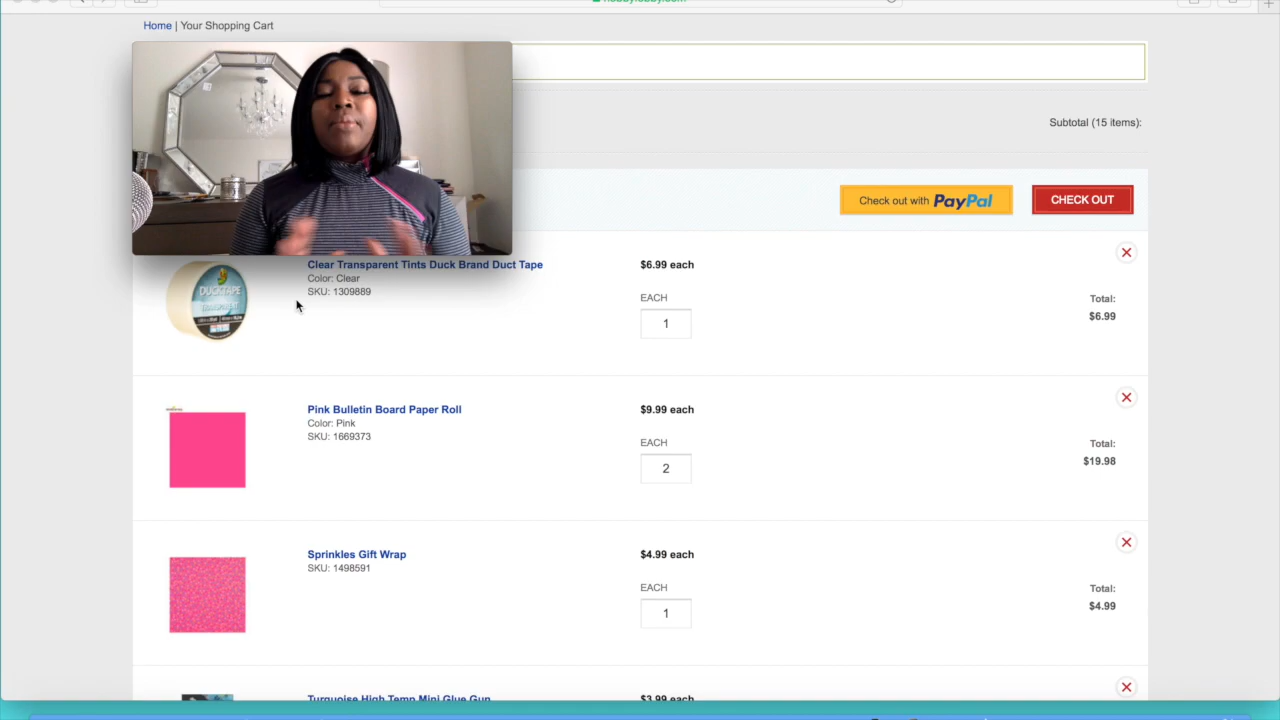 Home | Your Shopping Cart
Subtotal (15 items):
Check out with PayPal
CHECK OUT
Clear Transparent Tints Duck Brand Duct Tape
Color: Clear
SKU: 1309889
$6.99 each
EACH
1
Total:
$6.99
DUCK TAPE
TRANSPARENT
Pink Bulletin Board Paper Roll
Color: Pink
SKU: 1669373
$9.99 each
EACH
2
Total:
$19.98
Sprinkles Gift Wrap
SKU: 1498591
$4.99 each
EACH
1
Total:
$4.99
Turquoise High Temp Mini Glue Gun
$3.99 each